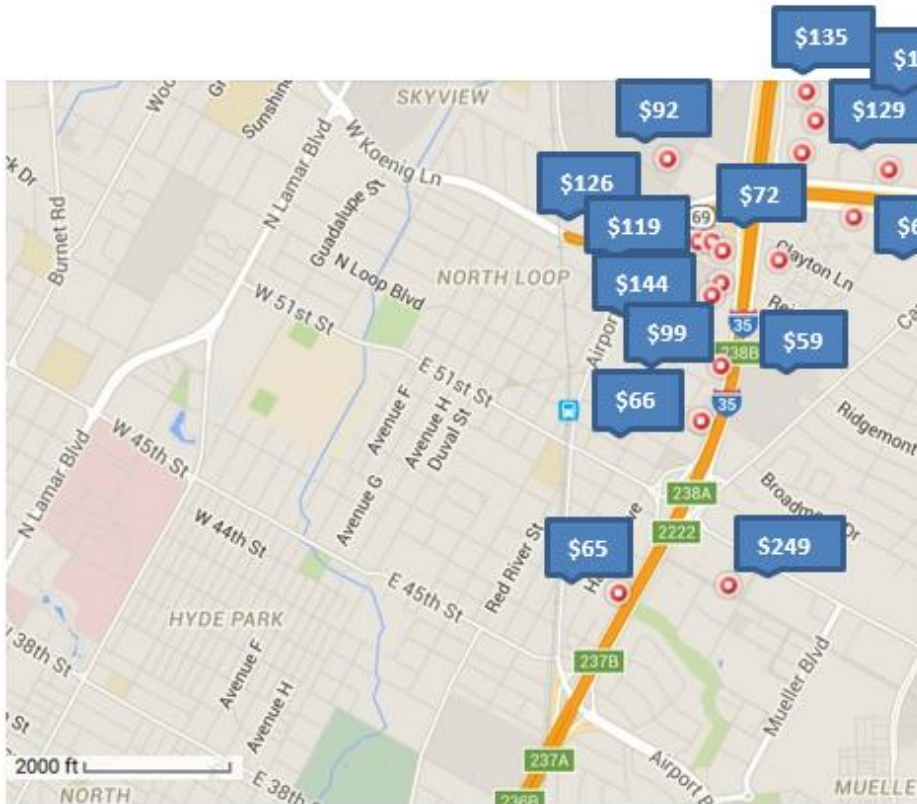 $135
$1
SKYVIEW
$92
$129
Sunshine
W Koenig Ln
N Lamar Blvd
ck Dr
Burnet Rd
$126
$72
Guadalupe St
69
$119
$6
N Loop Blvd
NORTH LOOP
Clayton Ln
W 51st St
$144
Airport
35
$99
238B
$59
E 51st St
Avenue F
Avenue H
Duval St
$66
35
Ridgemont
N Lamar Blvd
W 45th St
Avenue G
238A
W 44th St
2222
Red River St
$65
$249
E 45th St
HYDE PARK
W 38th St
Avenue F
Avenue H
237B
Mueller Blvd
St
2000 ft
E 38th
237A
Airport
NORTH
236B
MUELLE